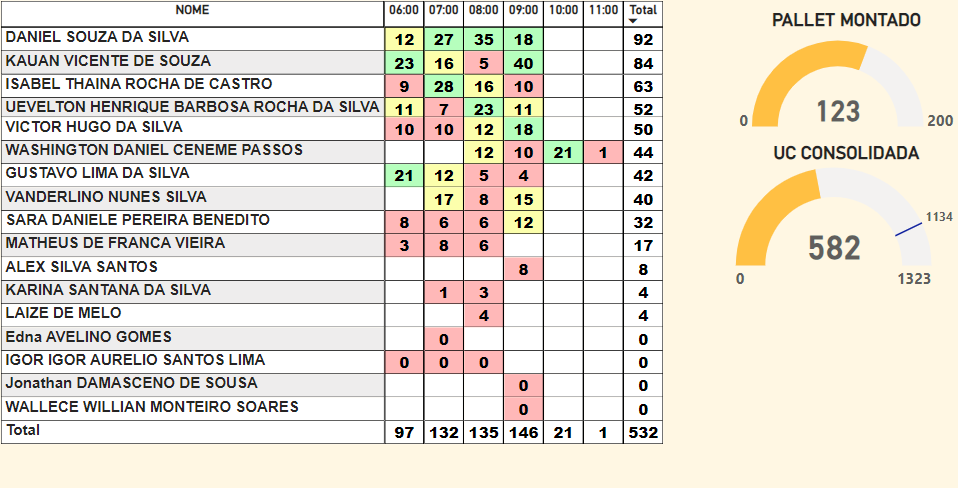 NOME 06:00 07:00 08:00 09:00 10:00 11:00 Total
DANIEL SOUZA DA SILVA 12 27 35 18 92
KAUAN VICENTE DE SOUZA 23 16 5 40 84
ISABEL THAINA ROCHA DE CASTRO 9 28 16 10 63
UEVELTON HENRIQUE BARBOSA ROCHA DA SILVA 11 7 23 11 52
VICTOR HUGO DA SILVA 10 10 12 18 50
WASHINGTON DANIEL CENEME PASSOS 12 10 21 1 44
GUSTAVO LIMA DA SILVA 21 12 5 4 42
VANDERLINO NUNES SILVA 17 8 15 40
SARA DANIELE PEREIRA BENEDITO 8 6 6 12 32
MATHEUS DE FRANCA VIEIRA 3 8 6 17
ALEX SILVA SANTOS 8 8
KARINA SANTANA DA SILVA 1 3 4
LAIZE DE MELO 4 4
Edna AVELINO GOMES 0 0
IGOR IGOR AURELIO SANTOS LIMA 0 0 0 0
Jonathan DAMASCENO DE SOUSA 0 0
WALLECE WILLIAN MONTEIRO SOARES 0 0
Total 97 132 135 146 21 1 532
PALLET MONTADO
123
0 200
UC CONSOLIDADA
1134
582
0 1323